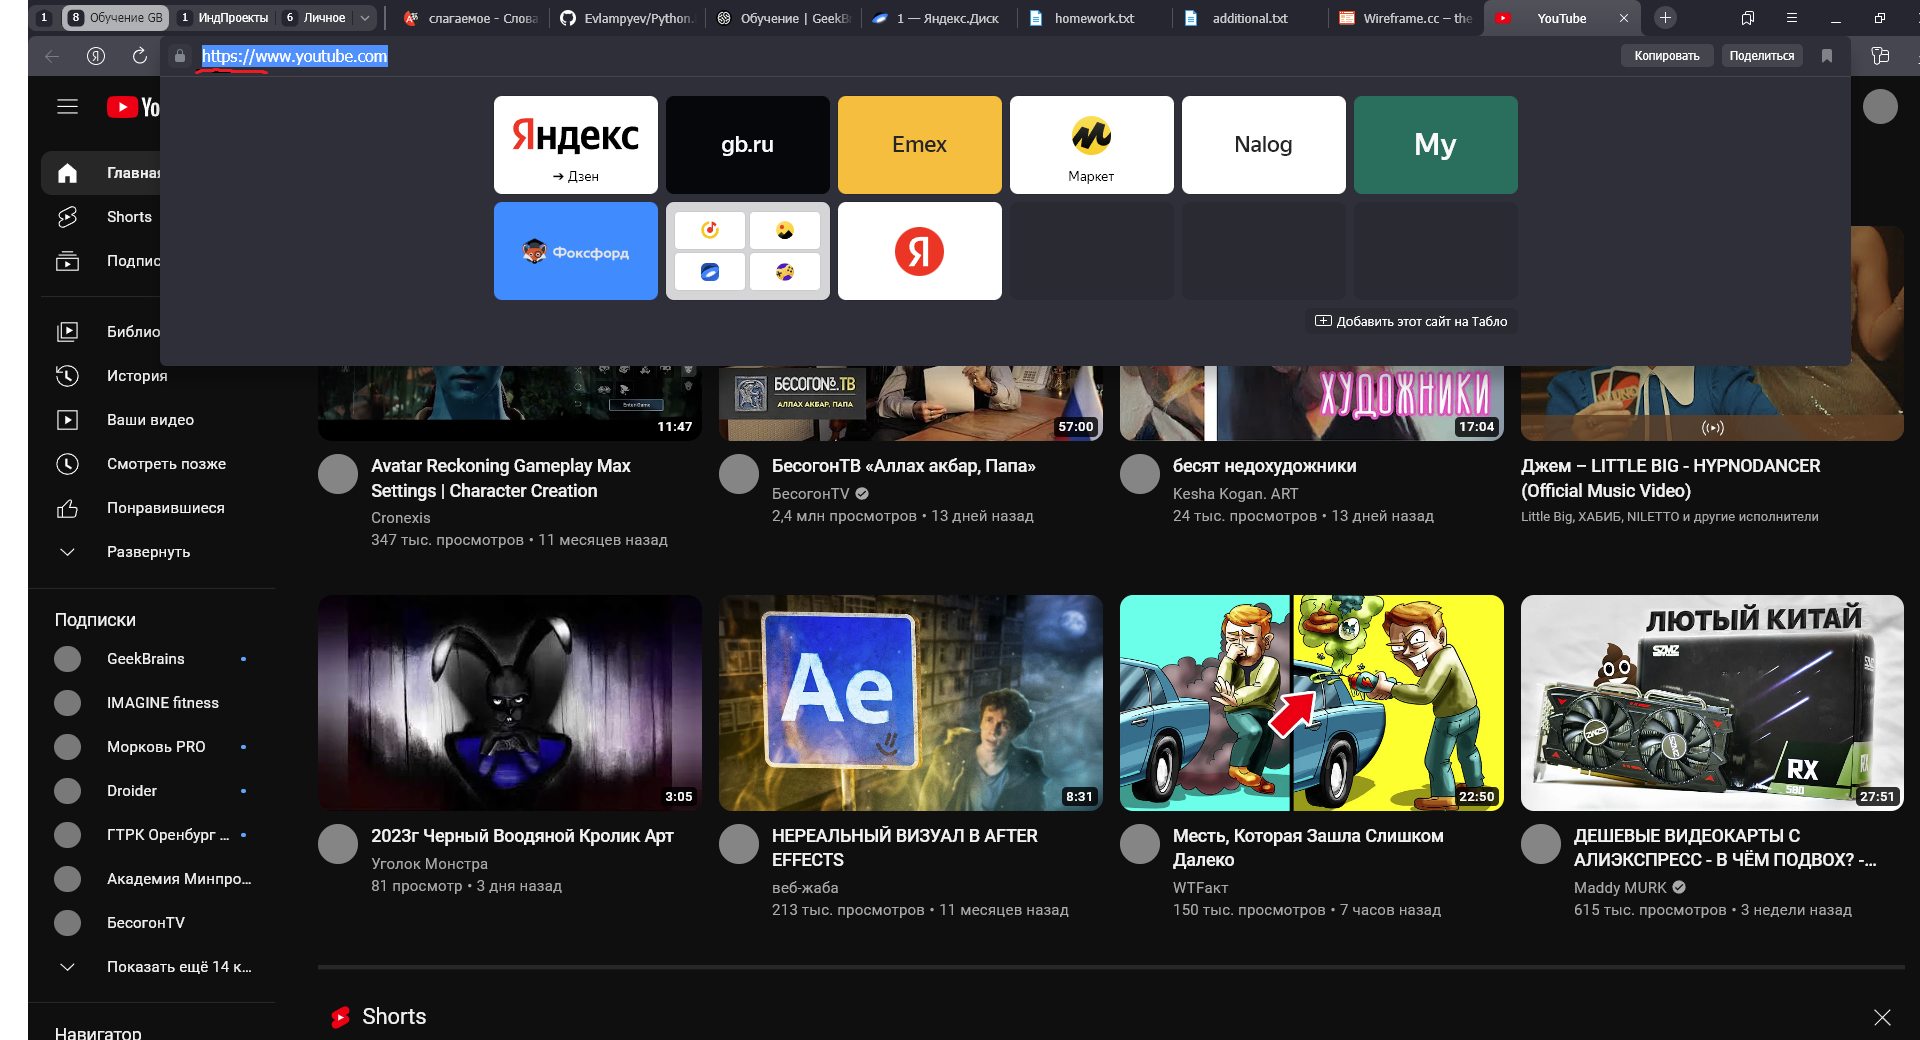 1
8 Обучение GB
1 ИндПроекты
6 Личное
слагаемое - Слова
Evlampyev/Python.
Обучение | GeekBr
1 — Яндекс.Диск
homework.txt
additional.txt
Wireframe.cc – the
YouTube
https://www.youtube.com
Копировать
Поделиться
Яндекс
→ Дзен
gb.ru
Emex
Маркет
Nalog
My
Фоксфорд
Я
Добавить этот сайт на Табло
Yo
Главная
Shorts
Подпис
Библио
История
Ваши видео
Смотреть позже
Понравившиеся
Развернуть
Подписки
GeekBrains
IMAGINE fitness
Морковь PRO
Droider
ГТРК Оренбург ...
Академия Минпро...
БесогонTV
Показать ещё 14 к...
Навигатор
11:47
БЕСОГОN.ТВ
АЛЛАХ АКБАР, ПАПА
57:00
ХУДОЖНИКИ
17:04
Avatar Reckoning Gameplay Max
Settings | Character Creation
Cronexis
347 тыс. просмотров • 11 месяцев назад
БесогонТВ «Аллах акбар, Папа»
БесогонTV
2,4 млн просмотров • 13 дней назад
бесят недохудожники
Kesha Kogan. ART
24 тыс. просмотров • 13 дней назад
Джем – LITTLE BIG - HYPNODANCER
(Official Music Video)
Little Big, ХАБИБ, NILETTO и другие исполнители
3:05
Ae
8:31
22:50
ЛЮТЫЙ КИТАЙ
RX
580
27:51
2023г Черный Воодяной Кролик Арт
Уголок Монстра
81 просмотр • 3 дня назад
НЕРЕАЛЬНЫЙ ВИЗУАЛ В AFTER
EFFECTS
веб-жаба
213 тыс. просмотров • 11 месяцев назад
Месть, Которая Зашла Слишком
Далеко
WTFакт
150 тыс. просмотров • 7 часов назад
ДЕШЕВЫЕ ВИДЕОКАРТЫ С
АЛИЭКСПРЕСС - В ЧЁМ ПОДВОХ? -...
Maddy MURK
615 тыс. просмотров • 3 недели назад
Shorts